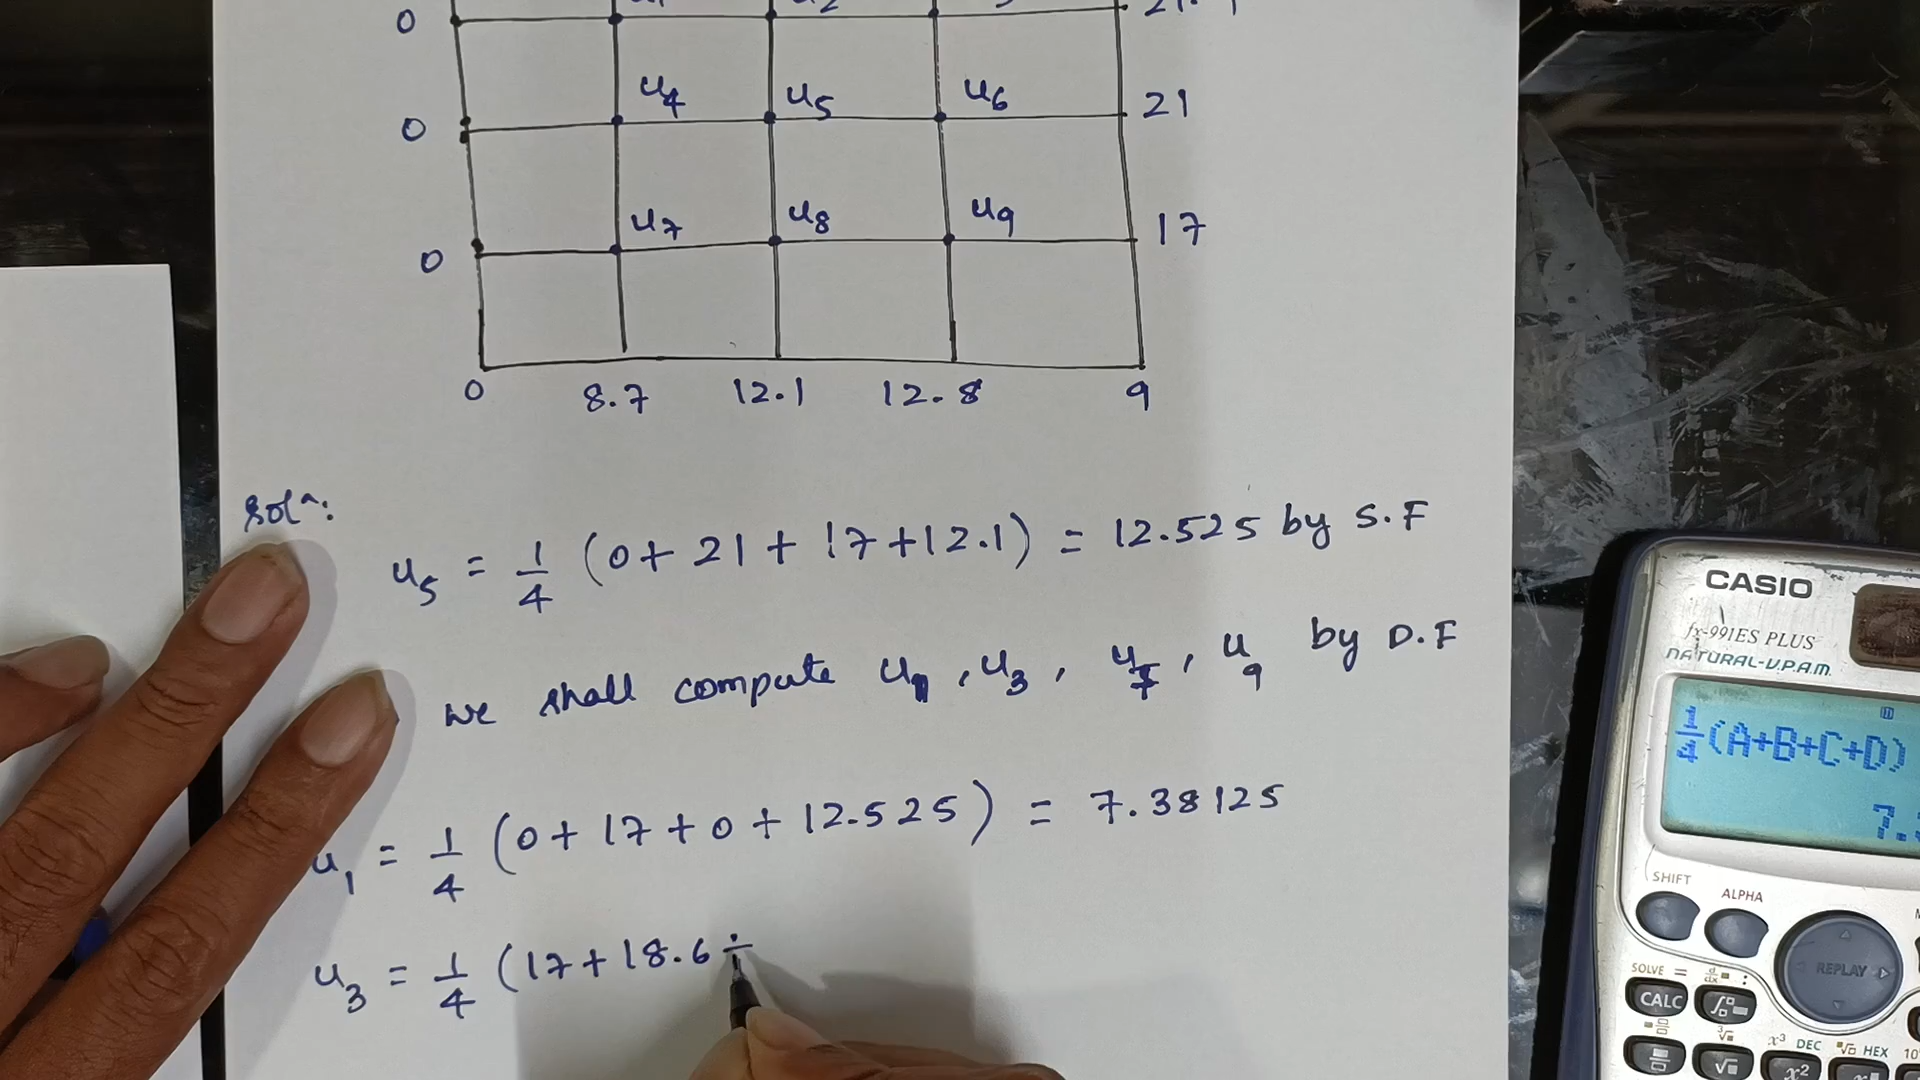 0
u4 u5 u6
0 21
u7 u8 u9
0 17
0 8.7 12.1 12.8 9
Solⁿ:
u5 = 1/4 (0 + 21 + 17 + 12.1) = 12.525 by S.F
we shall compute u1, u3, u7, u9 by D.F
u1 = 1/4 (0 + 17 + 0 + 12.525) = 7.38125
u3 = 1/4 (17 + 18.6
CASIO
fx-991ES PLUS
NATURAL-V.P.A.M.
1/4(A+B+C+D)
SHIFT ALPHA
REPLAY
SOLVE =
CALC
x³ DEC HEX